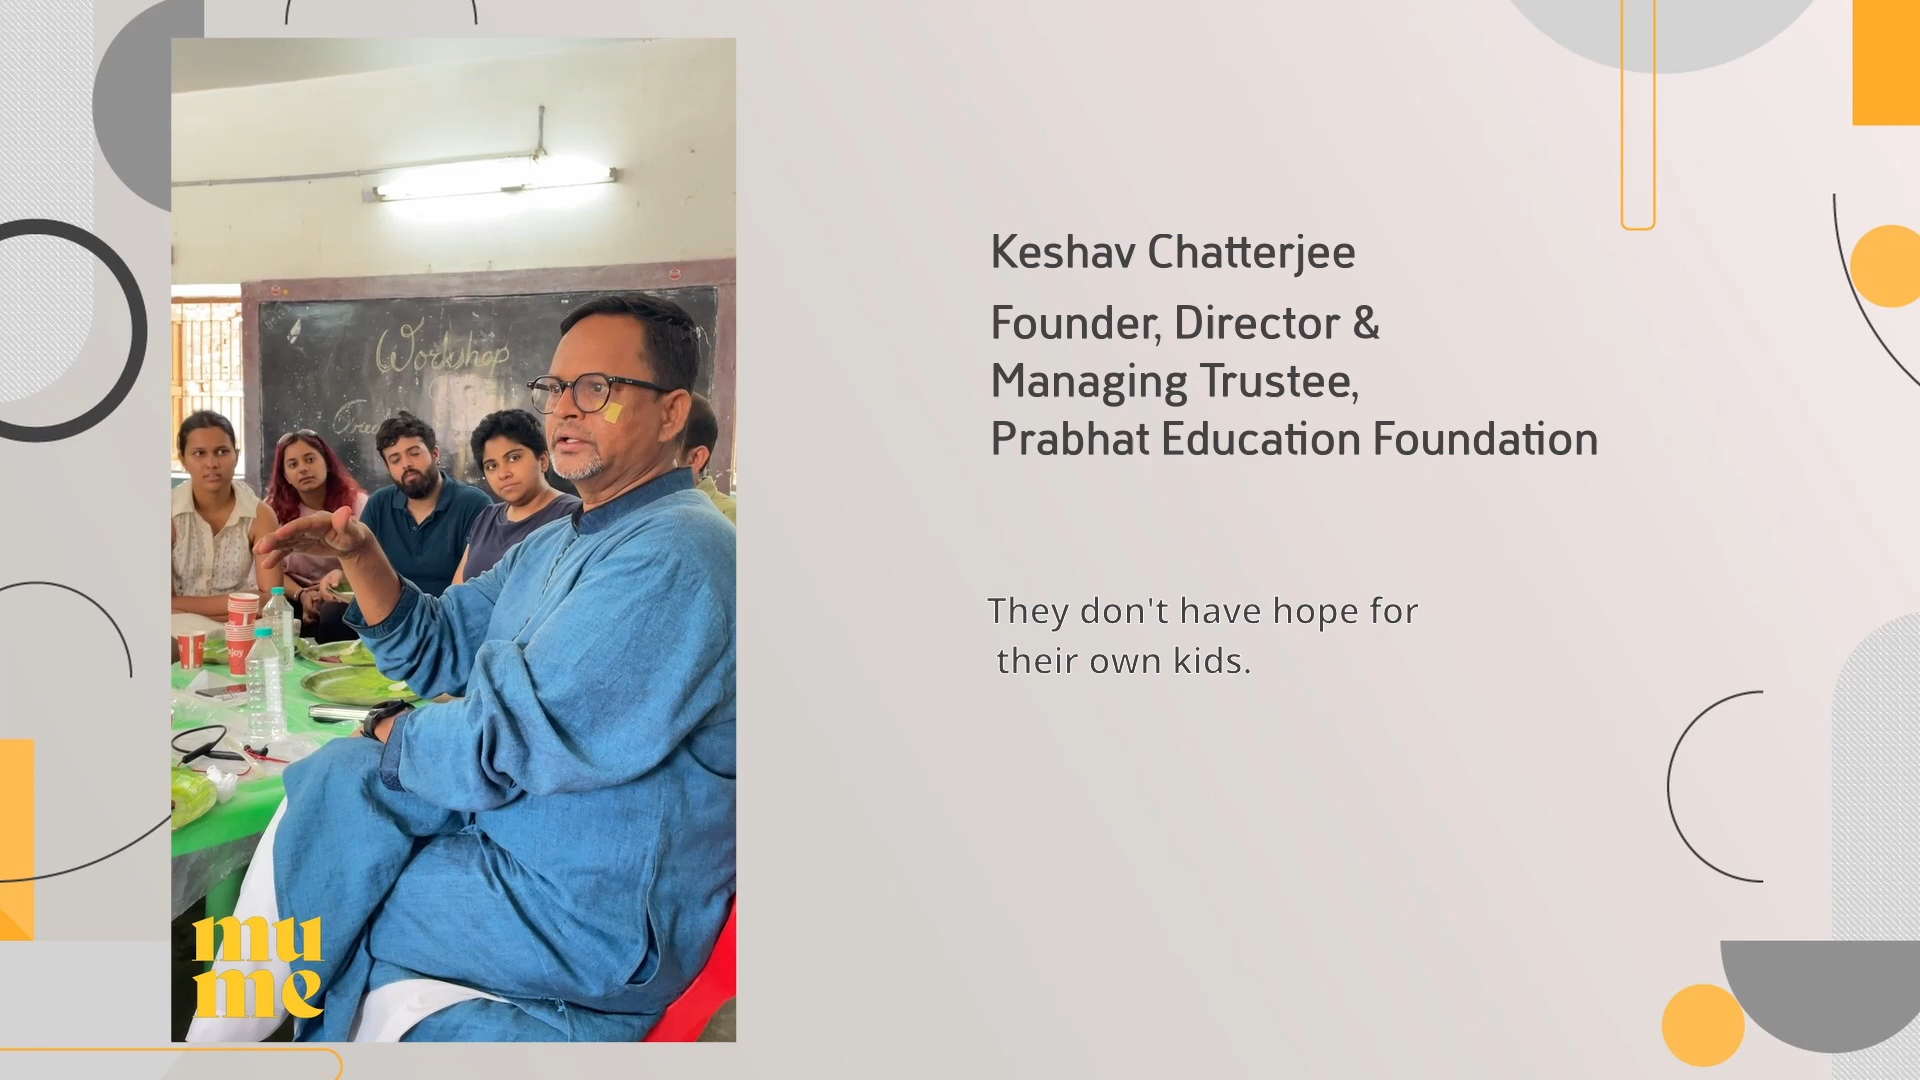 Keshav Chatterjee
Founder, Director &
Managing Trustee,
Prabhat Education Foundation
They don't have hope for
their own kids.
Workshop
mu
me